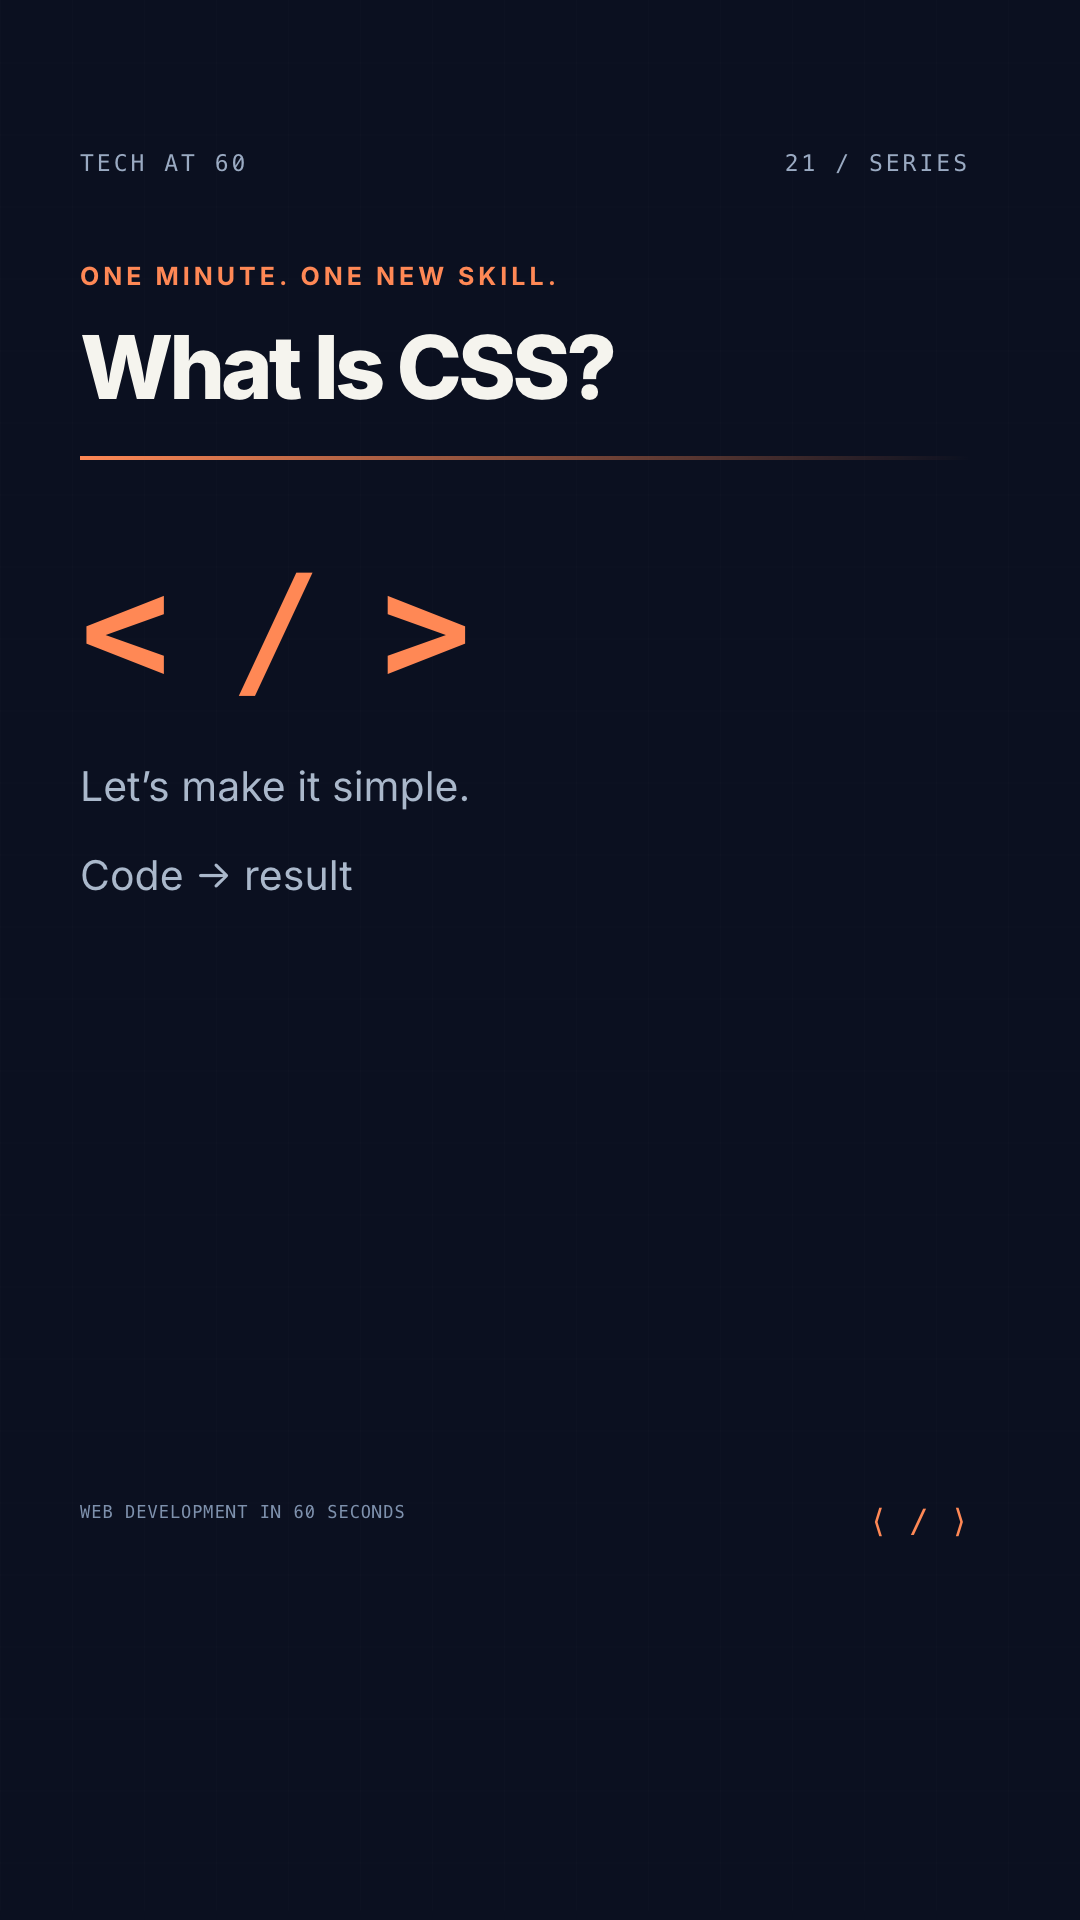 TECH AT 60
21 / SERIES
ONE MINUTE. ONE NEW SKILL.
What Is CSS?
< / >
Let’s make it simple.
Code → result
WEB DEVELOPMENT IN 60 SECONDS
⟨ / ⟩